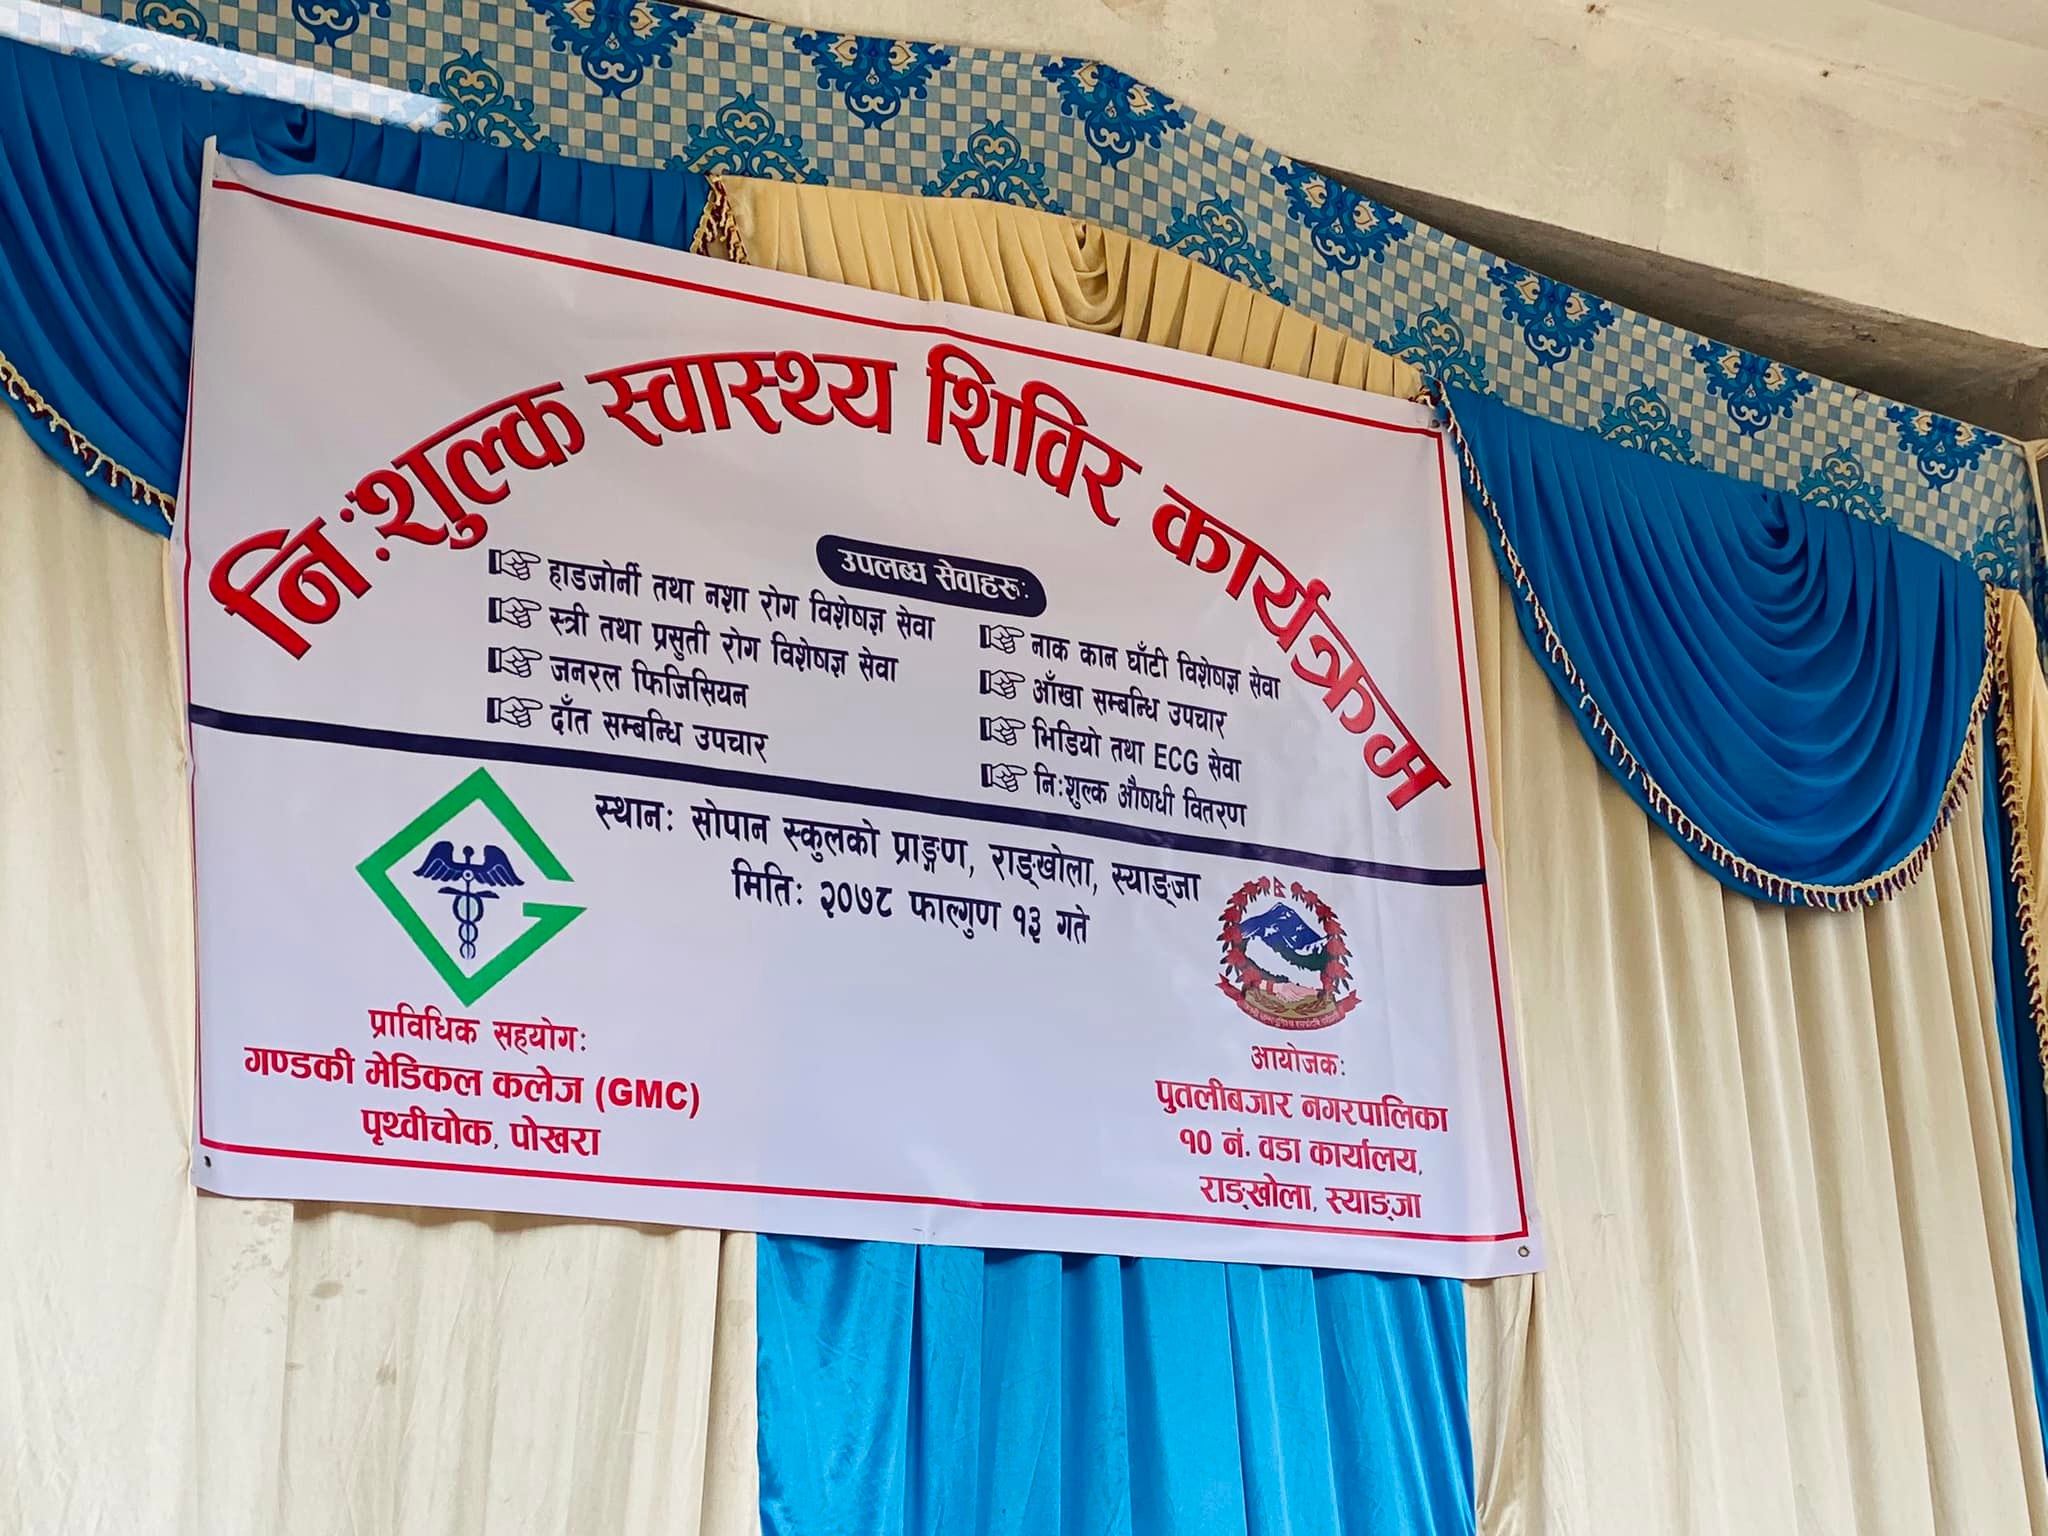 निःशुल्क स्वास्थ्य शिविर कार्यक्रम
उपलब्ध सेवाहरूः
हाडजोर्नी तथा नशा रोग विशेषज्ञ सेवा
स्त्री तथा प्रसुती रोग विशेषज्ञ सेवा
जनरल फिजिसियन
दाँत सम्बन्धि उपचार
नाक कान घाँटी विशेषज्ञ सेवा
आँखा सम्बन्धि उपचार
भिडियो तथा ECG सेवा
निःशुल्क औषधी वितरण
स्थानः सोपान स्कुलको प्राङ्गण, राङ्खोला, स्याङ्जा
मितिः २०७८ फाल्गुण १३ गते
प्राविधिक सहयोगः
गण्डकी मेडिकल कलेज (GMC)
पृथ्वीचोक, पोखरा
आयोजकः
पुतलीबजार नगरपालिका
१० नं. वडा कार्यालय,
राङ्खोला, स्याङ्जा